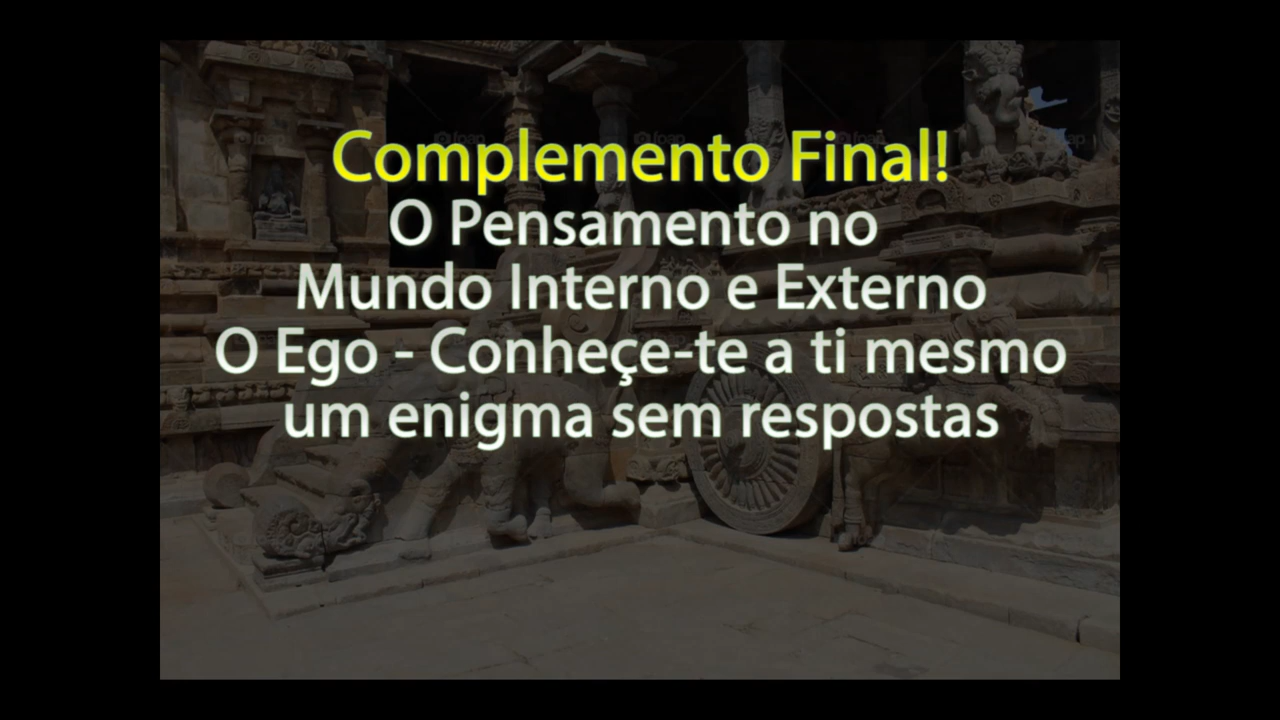 Complemento Final!
O Pensamento no
Mundo Interno e Externo
O Ego - Conheçe-te a ti mesmo
um enigma sem respostas